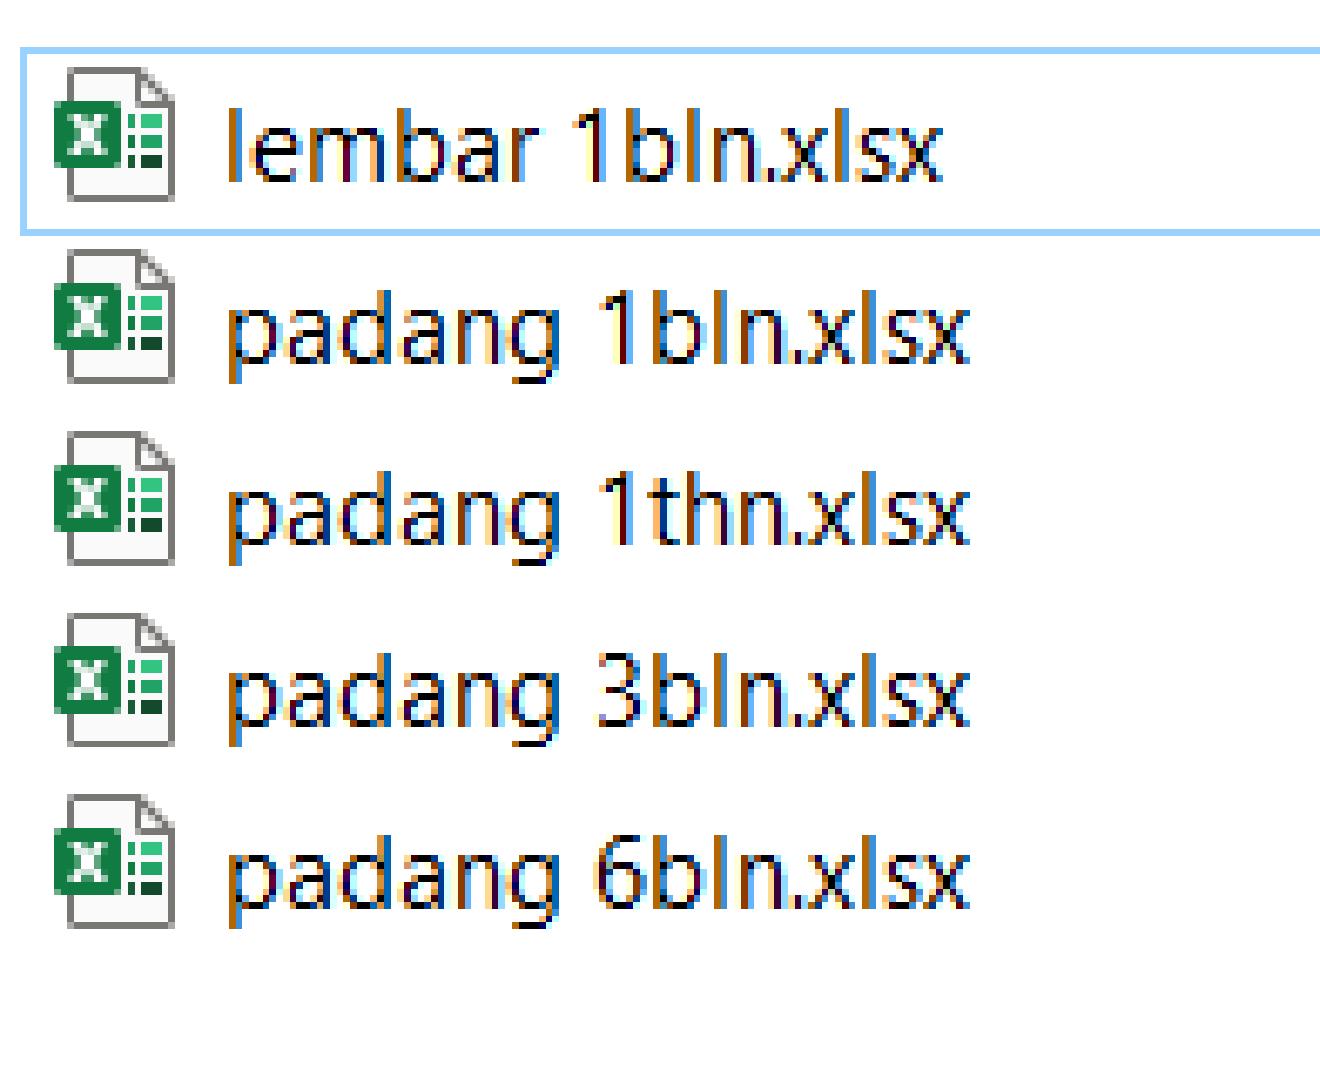 lembar 1bln.xlsx
padang 1bln.xlsx
padang 1thn.xlsx
padang 3bln.xlsx
padang 6bln.xlsx